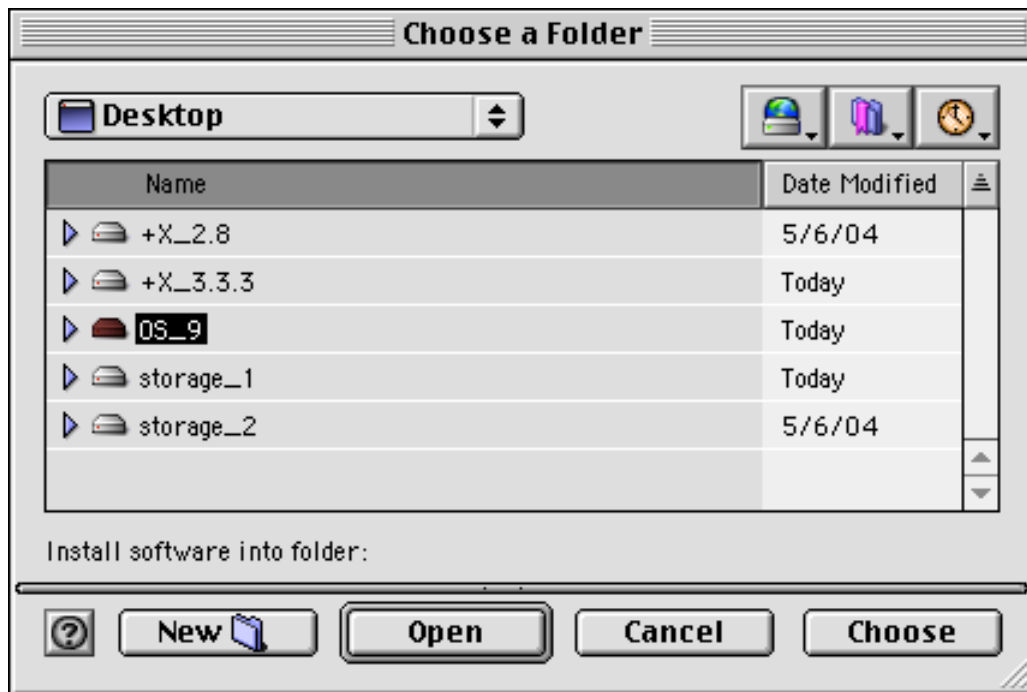 Choose a Folder
Desktop
Name Date Modified
+X_2.8 5/6/04
+X_3.3.3 Today
OS_9 Today
storage_1 Today
storage_2 5/6/04
Install software into folder:
? New Open Cancel Choose